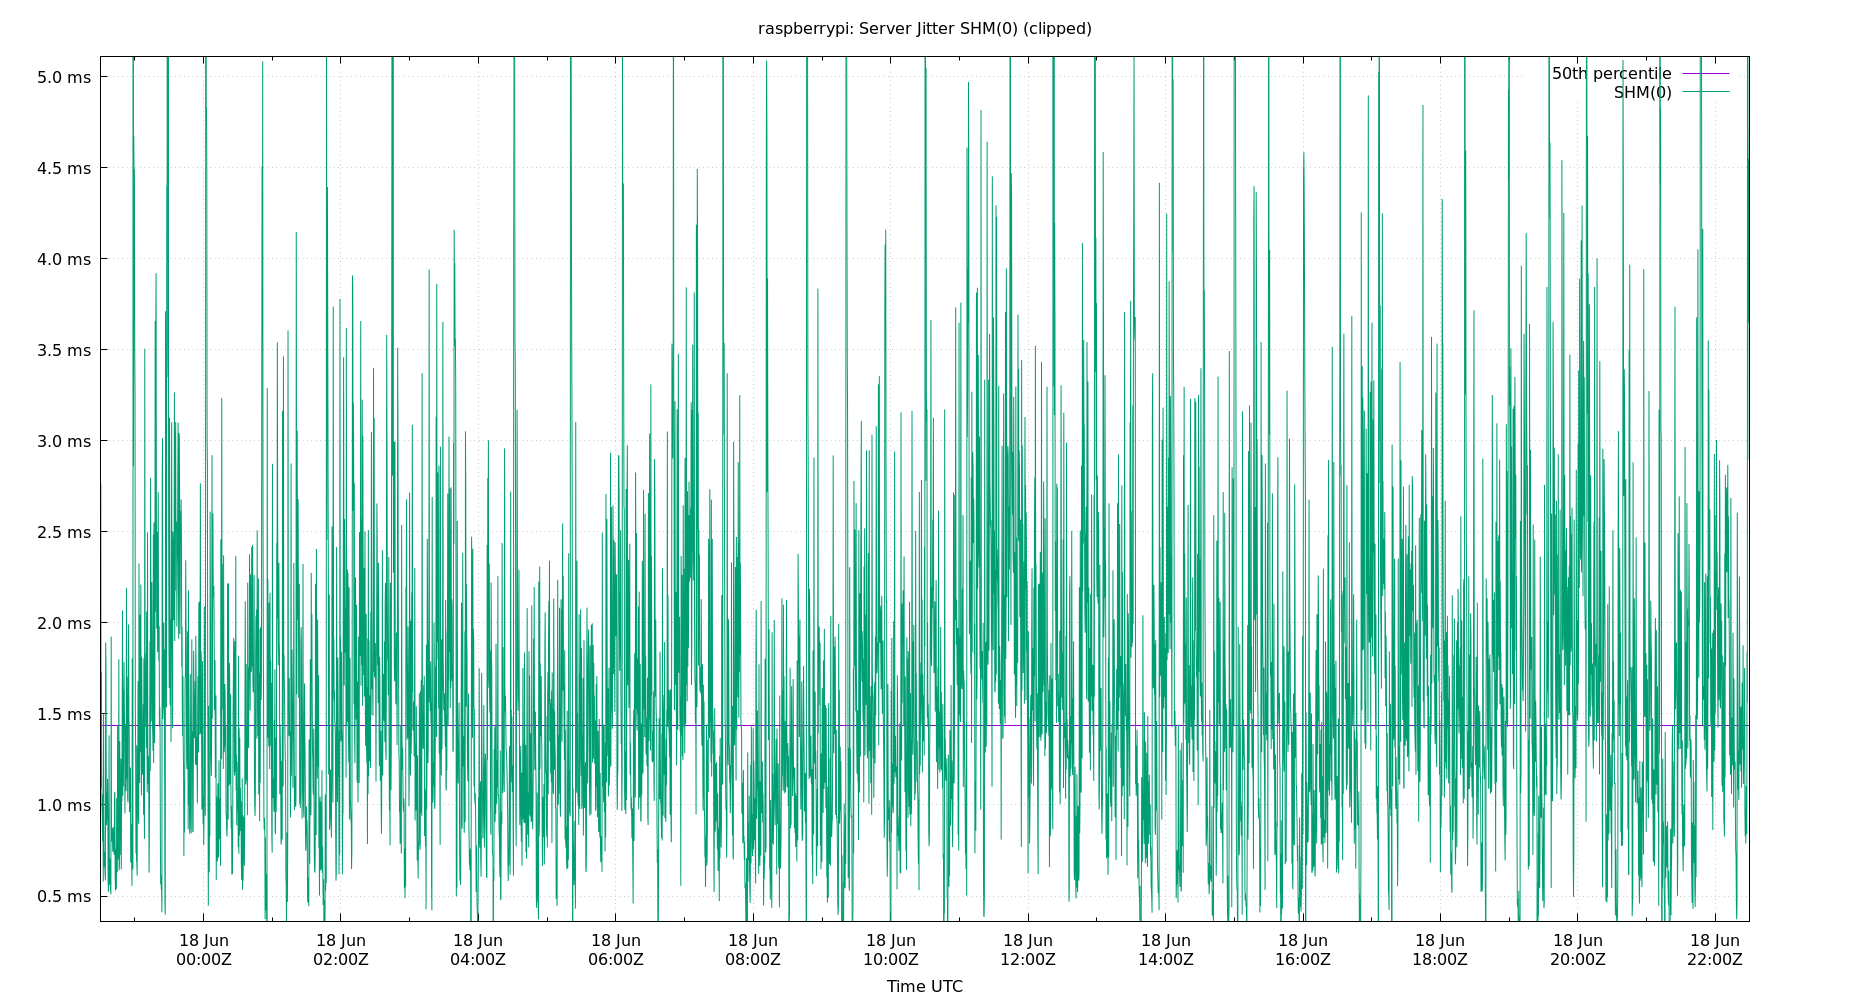 raspberrypi: Server Jitter SHM(0) (clipped)
5.0 ms
4.5 ms
4.0 ms
3.5 ms
3.0 ms
2.5 ms
2.0 ms
1.5 ms
1.0 ms
0.5 ms
50th percentile
SHM(0)
18 Jun 18 Jun 18 Jun 18 Jun 18 Jun 18 Jun 18 Jun 18 Jun 18 Jun 18 Jun 18 Jun 18 Jun
00:00Z 02:00Z 04:00Z 06:00Z 08:00Z 10:00Z 12:00Z 14:00Z 16:00Z 18:00Z 20:00Z 22:00Z
Time UTC